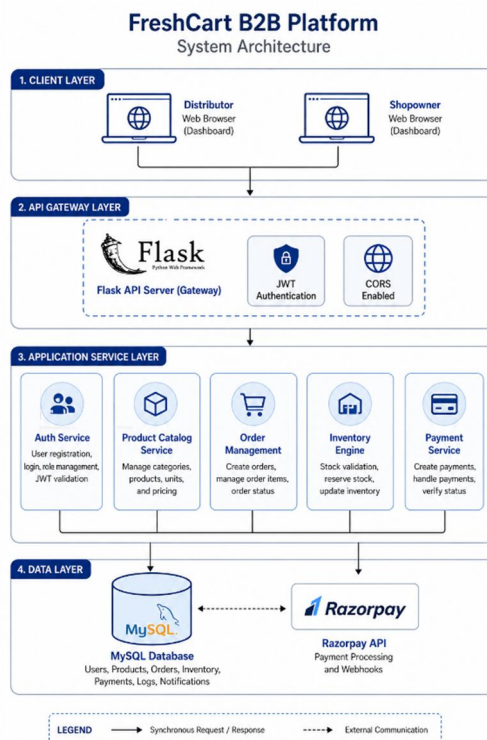 FreshCart B2B Platform
System Architecture
1. CLIENT LAYER
Distributor
Web Browser
(Dashboard)
Shopowner
Web Browser
(Dashboard)
2. API GATEWAY LAYER
Flask
Python Web Framework
Flask API Server (Gateway)
JWT
Authentication
CORS
Enabled
3. APPLICATION SERVICE LAYER
Auth Service
User registration,
login, role management,
JWT validation
Product Catalog
Service
Manage categories,
products, units,
and pricing
Order
Management
Create orders,
manage order items,
order status
Inventory
Engine
Stock validation,
reserve stock,
update inventory
Payment
Service
Create payments,
handle payments,
verify status
4. DATA LAYER
MySQL
MySQL Database
Users, Products, Orders, Inventory,
Payments, Logs, Notifications
Razorpay
Razorpay API
Payment Processing
and Webhooks
LEGEND
Synchronous Request / Response
External Communication